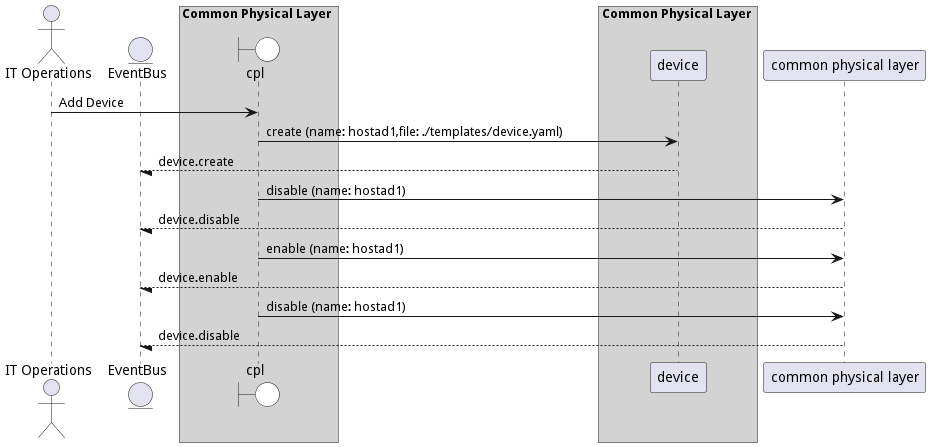 Common Physical Layer
Common Physical Layer
IT Operations
EventBus
cpl
device
common physical layer
Add Device
create (name: hostad1,file: ./templates/device.yaml)
device.create
disable (name: hostad1)
device.disable
enable (name: hostad1)
device.enable
disable (name: hostad1)
device.disable
IT Operations
EventBus
cpl
device
common physical layer